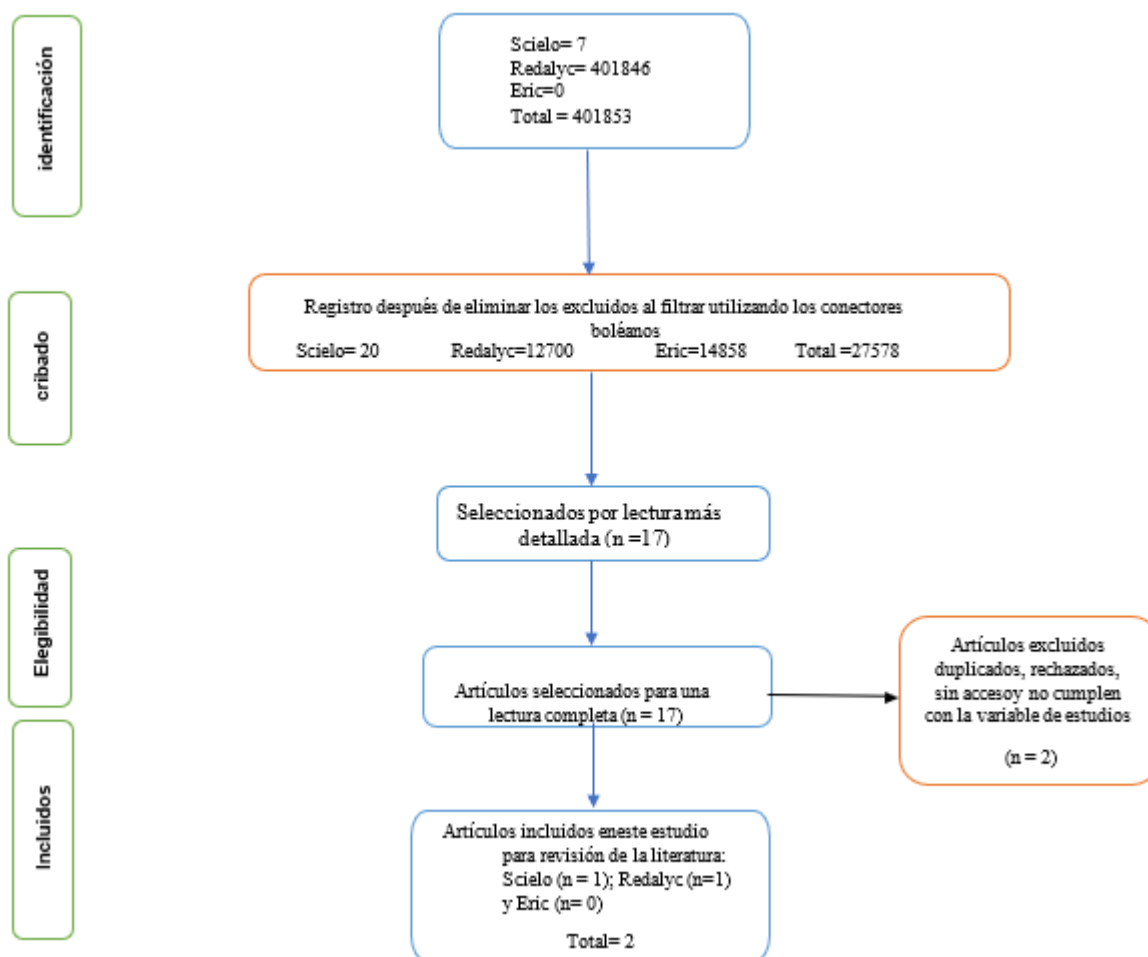 identificación
Scielo= 7
Redalyc= 401846
Eric=0
Total = 401853
cribado
Registro después de eliminar los excluidos al filtrar utilizando los conectores
boléanos
Scielo= 20 Redalyc=12700 Eric=14858 Total =27578
Seleccionados por lectura más
detallada (n =17)
Elegibilidad
Artículos seleccionados para una
lectura completa (n = 17)
Artículos excluidos
duplicados, rechazados,
sin accesoy no cumplen
con la variable de estudios
(n = 2)
Incluidos
Artículos incluidos eneste estudio
para revisión de la literatura:
Scielo (n = 1); Redalyc (n=1)
y Eric (n= 0)
Total= 2